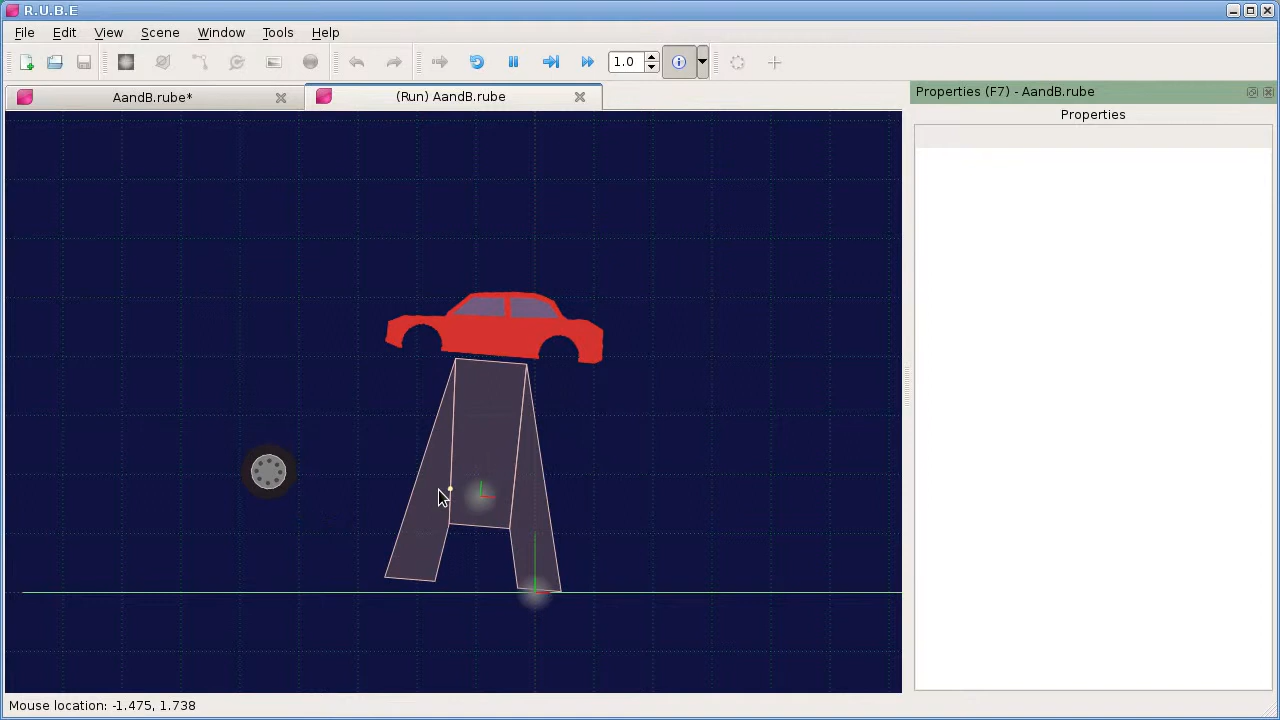 R.U.B.E
File Edit View Scene Window Tools Help
1.0
AandB.rube*
(Run) AandB.rube
Properties (F7) - AandB.rube
Properties
Mouse location: -1.475, 1.738